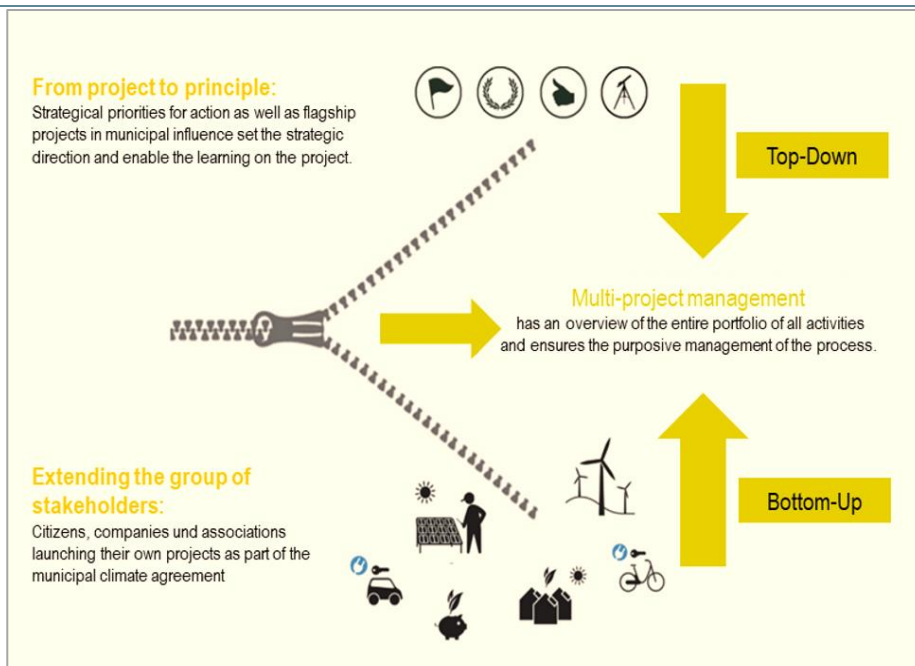 From project to principle:
Strategical priorities for action as well as flagship
projects in municipal influence set the strategic
direction and enable the learning on the project.
Top-Down
Multi-project management
has an overview of the entire portfolio of all activities
and ensures the purposive management of the process.
Extending the group of
stakeholders:
Citizens, companies und associations
launching their own projects as part of the
municipal climate agreement
Bottom-Up